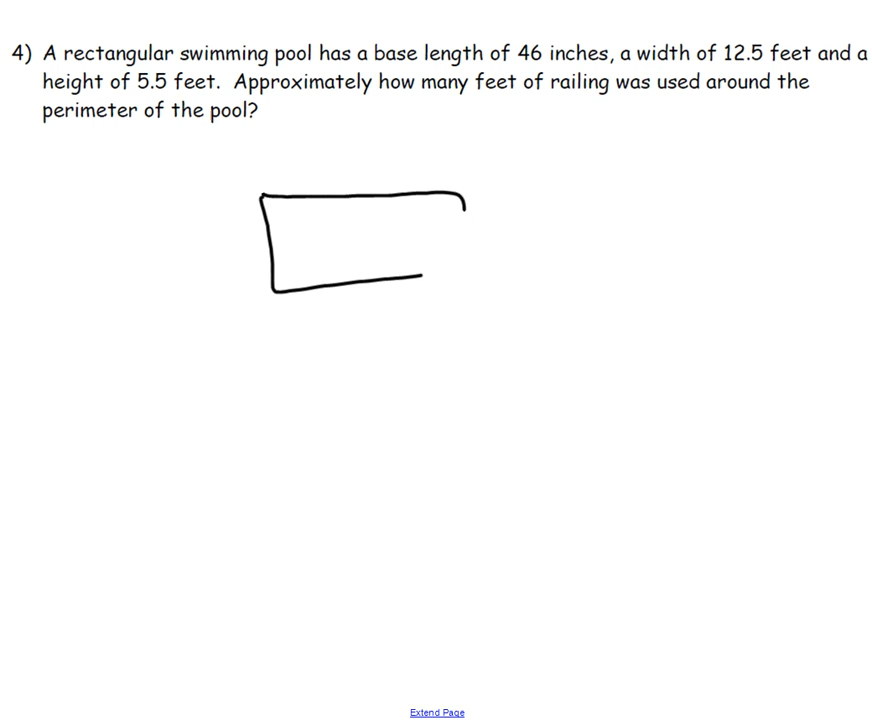 4) A rectangular swimming pool has a base length of 46 inches, a width of 12.5 feet and a
height of 5.5 feet. Approximately how many feet of railing was used around the
perimeter of the pool?
Extend Page